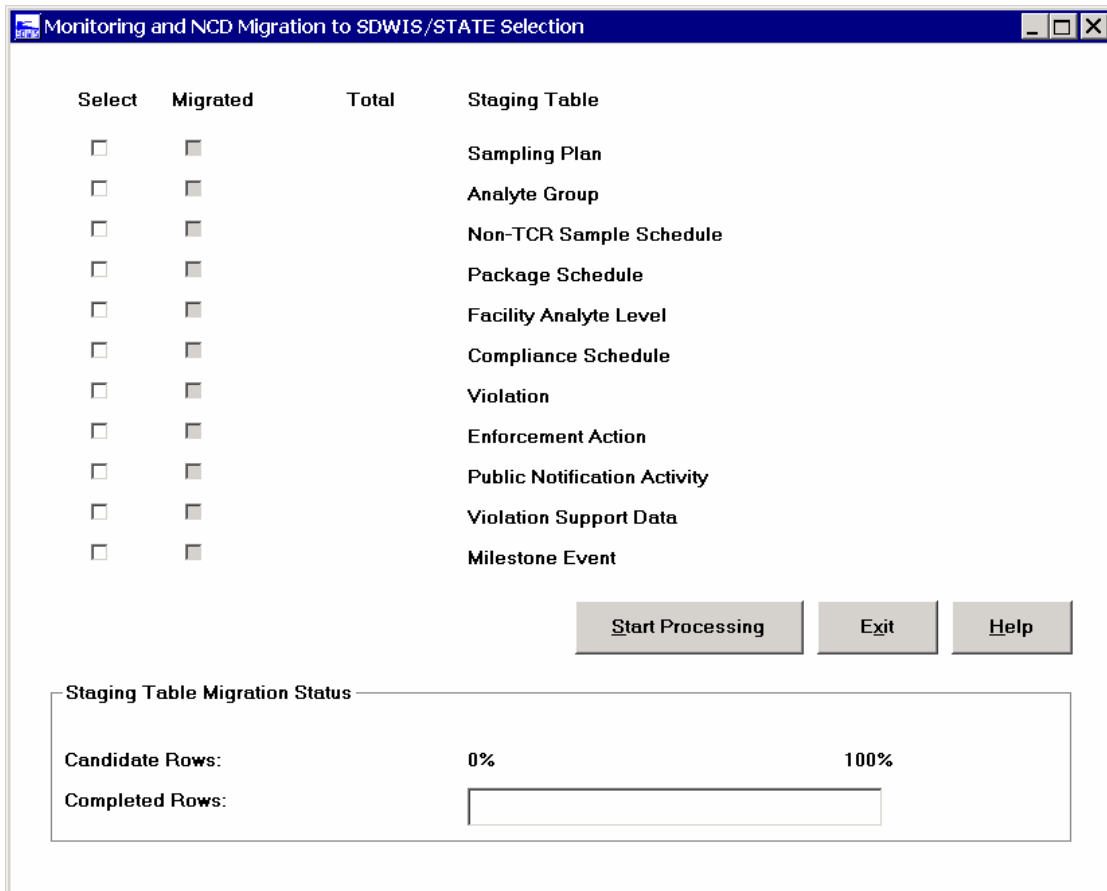 Monitoring and NCD Migration to SDWIS/STATE Selection
Select Migrated Total Staging Table
Sampling Plan
Analyte Group
Non-TCR Sample Schedule
Package Schedule
Facility Analyte Level
Compliance Schedule
Violation
Enforcement Action
Public Notification Activity
Violation Support Data
Milestone Event
Start Processing Exit Help
Staging Table Migration Status
Candidate Rows: 0% 100%
Completed Rows: